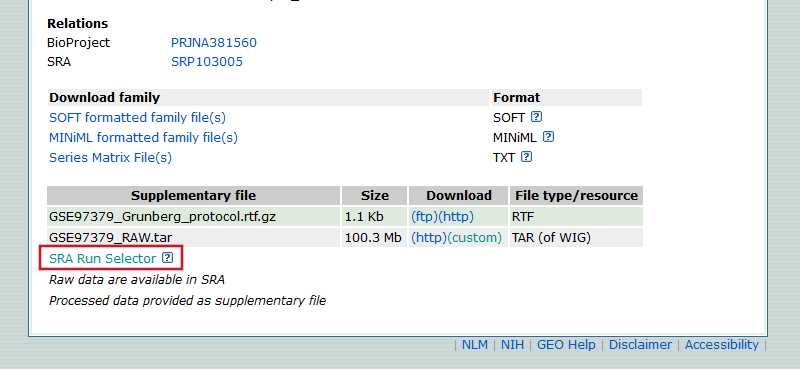 Relations
BioProject PRJNA381560
SRA SRP103005
Download family Format
SOFT formatted family file(s) SOFT ?
MINiML formatted family file(s) MINiML ?
Series Matrix File(s) TXT ?
Supplementary file Size Download File type/resource
GSE97379_Grunberg_protocol.rtf.gz 1.1 Kb (ftp)(http) RTF
GSE97379_RAW.tar 100.3 Mb (http)(custom) TAR (of WIG)
SRA Run Selector ?
Raw data are available in SRA
Processed data provided as supplementary file
| NLM | NIH | GEO Help | Disclaimer | Accessibility |